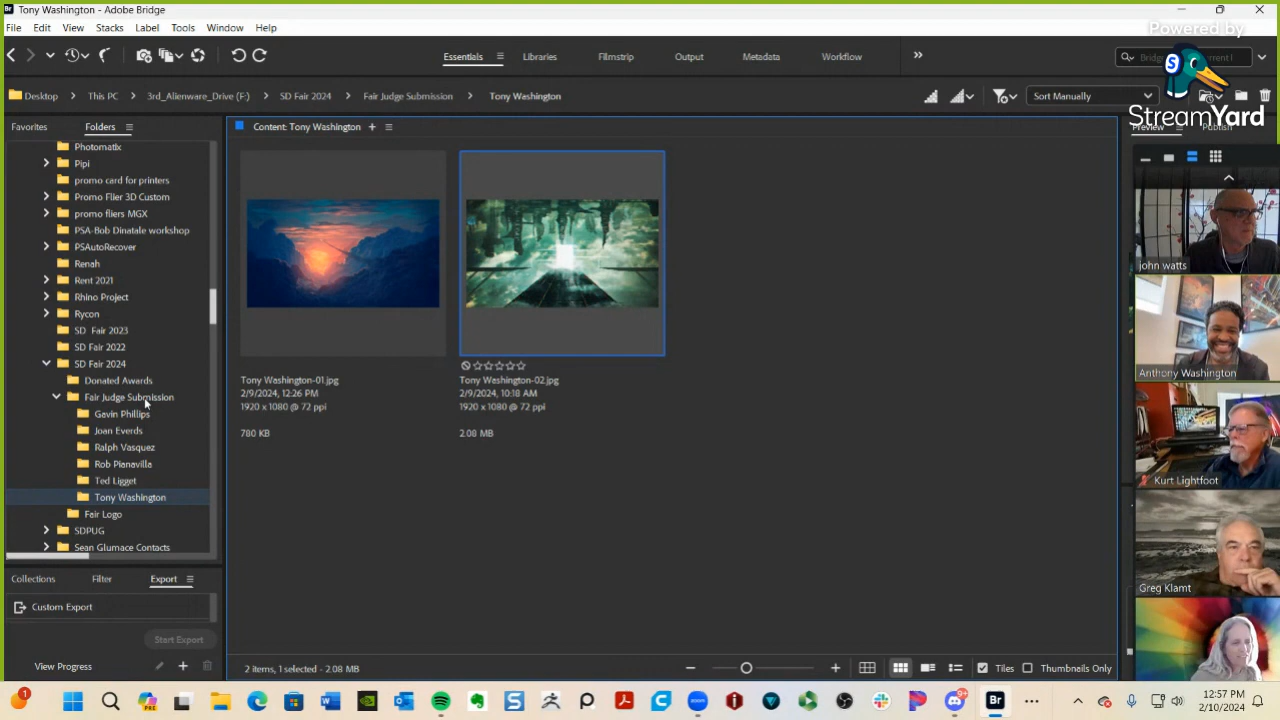 Br Tony Washington - Adobe Bridge
File Edit View Stacks Label Tools Window Help
Powered by
StreamYard
Essentials Libraries Filmstrip Output Metadata Workflow
Desktop This PC 3rd_Alienware_Drive (F:) SD Fair 2024 Fair Judge Submission Tony Washington
Sort Manually
Favorites Folders
Content: Tony Washington
Preview Publish
Photomatix
Pipi
promo card for printers
Promo Flier 3D Custom
promo fliers MGX
PSA-Bob Dinatale workshop
PSAutoRecover
Renah
Rent 2021
Rhino Project
Rycon
SD Fair 2023
SD Fair 2022
SD Fair 2024
Donated Awards
Fair Judge Submission
Gavin Phillips
Joan Everds
Ralph Vasquez
Rob Pianavilla
Ted Ligget
Tony Washington
Fair Logo
SDPUG
Sean Glumace Contacts
Tony Washington-01.jpg
2/9/2024, 12:26 PM
1920 x 1080 @ 72 ppi
780 KB
Tony Washington-02.jpg
2/9/2024, 10:18 AM
1920 x 1080 @ 72 ppi
2.08 MB
john watts
Anthony Washington
Kurt Lightfoot
Greg Klamt
Collections Filter Export
Custom Export
Start Export
View Progress
2 items, 1 selected - 2.08 MB
Tiles Thumbnails Only
12:57 PM
2/10/2024